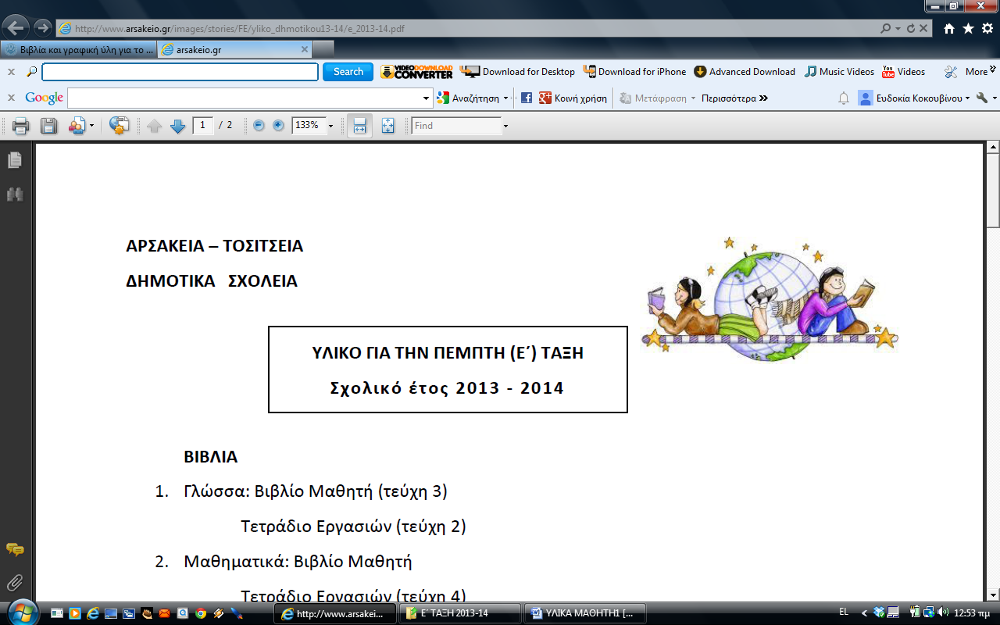 http://www.arsakeio.gr/images/stories/FE/yliko_dhmotikou13-14/e_2013-14.pdf
Βιβλία και γραφική ύλη για το ...
arsakeio.gr
Search VIDEO DOWNLOAD CONVERTER Download for Desktop Download for iPhone Advanced Download Music Videos You Tube Videos More
Google Αναζήτηση Κοινή χρήση Μετάφραση Περισσότερα Ευδοκία Κοκουβίνου
1 / 2 133% Find
ΑΡΣΑΚΕΙΑ – ΤΟΣΙΤΣΕΙΑ
ΔΗΜΟΤΙΚΑ ΣΧΟΛΕΙΑ
ΥΛΙΚΟ ΓΙΑ ΤΗΝ ΠΕΜΠΤΗ (Ε΄) ΤΑΞΗ
Σχολικό έτος 2013 - 2014
ΒΙΒΛΙΑ
1. Γλώσσα: Βιβλίο Μαθητή (τεύχη 3)
Τετράδιο Εργασιών (τεύχη 2)
2. Μαθηματικά: Βιβλίο Μαθητή
Τετράδιο Εργασιών (τεύχη 4)
http://www.arsakei... Ε΄ ΤΑΞΗ 2013-14 ΥΛΙΚΑ ΜΑΘΗΤΗ1 [... EL 12:53 πμ